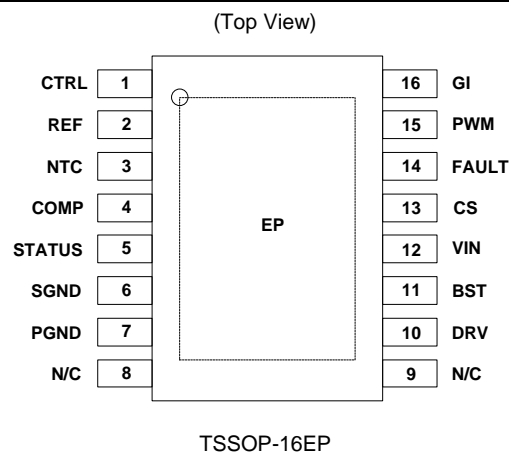 (Top View)
CTRL 1 16 GI
REF 2 15 PWM
NTC 3 14 FAULT
COMP 4 13 CS
EP
STATUS 5 12 VIN
SGND 6 11 BST
PGND 7 10 DRV
N/C 8 9 N/C
TSSOP-16EP